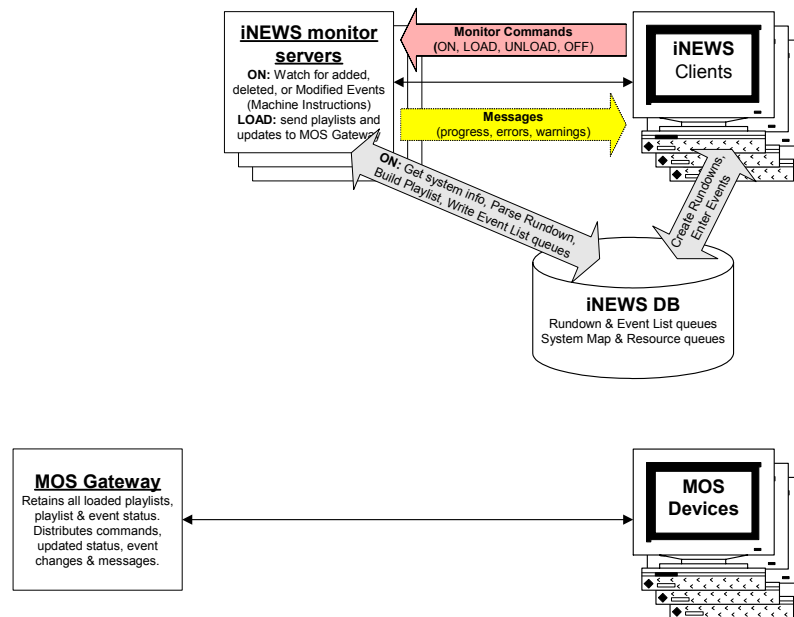 iNEWS monitor
servers
ON: Watch for added,
deleted, or Modified Events
(Machine Instructions)
LOAD: send playlists and
updates to MOS Gateway
Monitor Commands
(ON, LOAD, UNLOAD, OFF)
Messages
(progress, errors, warnings)
iNEWS
Clients
ON: Get system info, Parse Rundown,
Build Playlist, Write Event List queues
Create Rundowns,
Enter Events
iNEWS DB
Rundown & Event List queues
System Map & Resource queues
MOS Gateway
Retains all loaded playlists,
playlist & event status.
Distributes commands,
updated status, event
changes & messages.
MOS
Devices